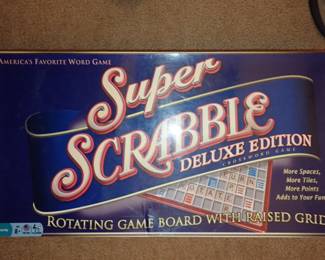 America's Favorite Word Game
Super
SCRABBLE
DELUXE EDITION
CROSSWORD GAME
More Spaces,
More Tiles,
More Points
Adds to Your Fun
ROTATING GAME BOARD WITH RAISED GRID